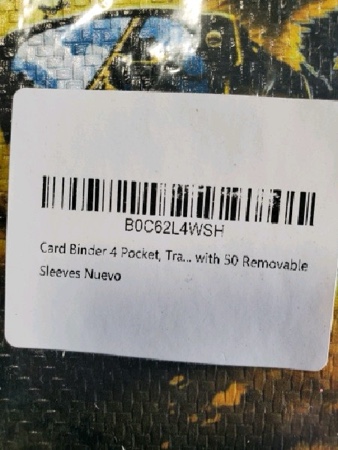 B0C62L4WSH
Card Binder 4 Pocket, Tra... with 50 Removable
Sleeves Nuevo